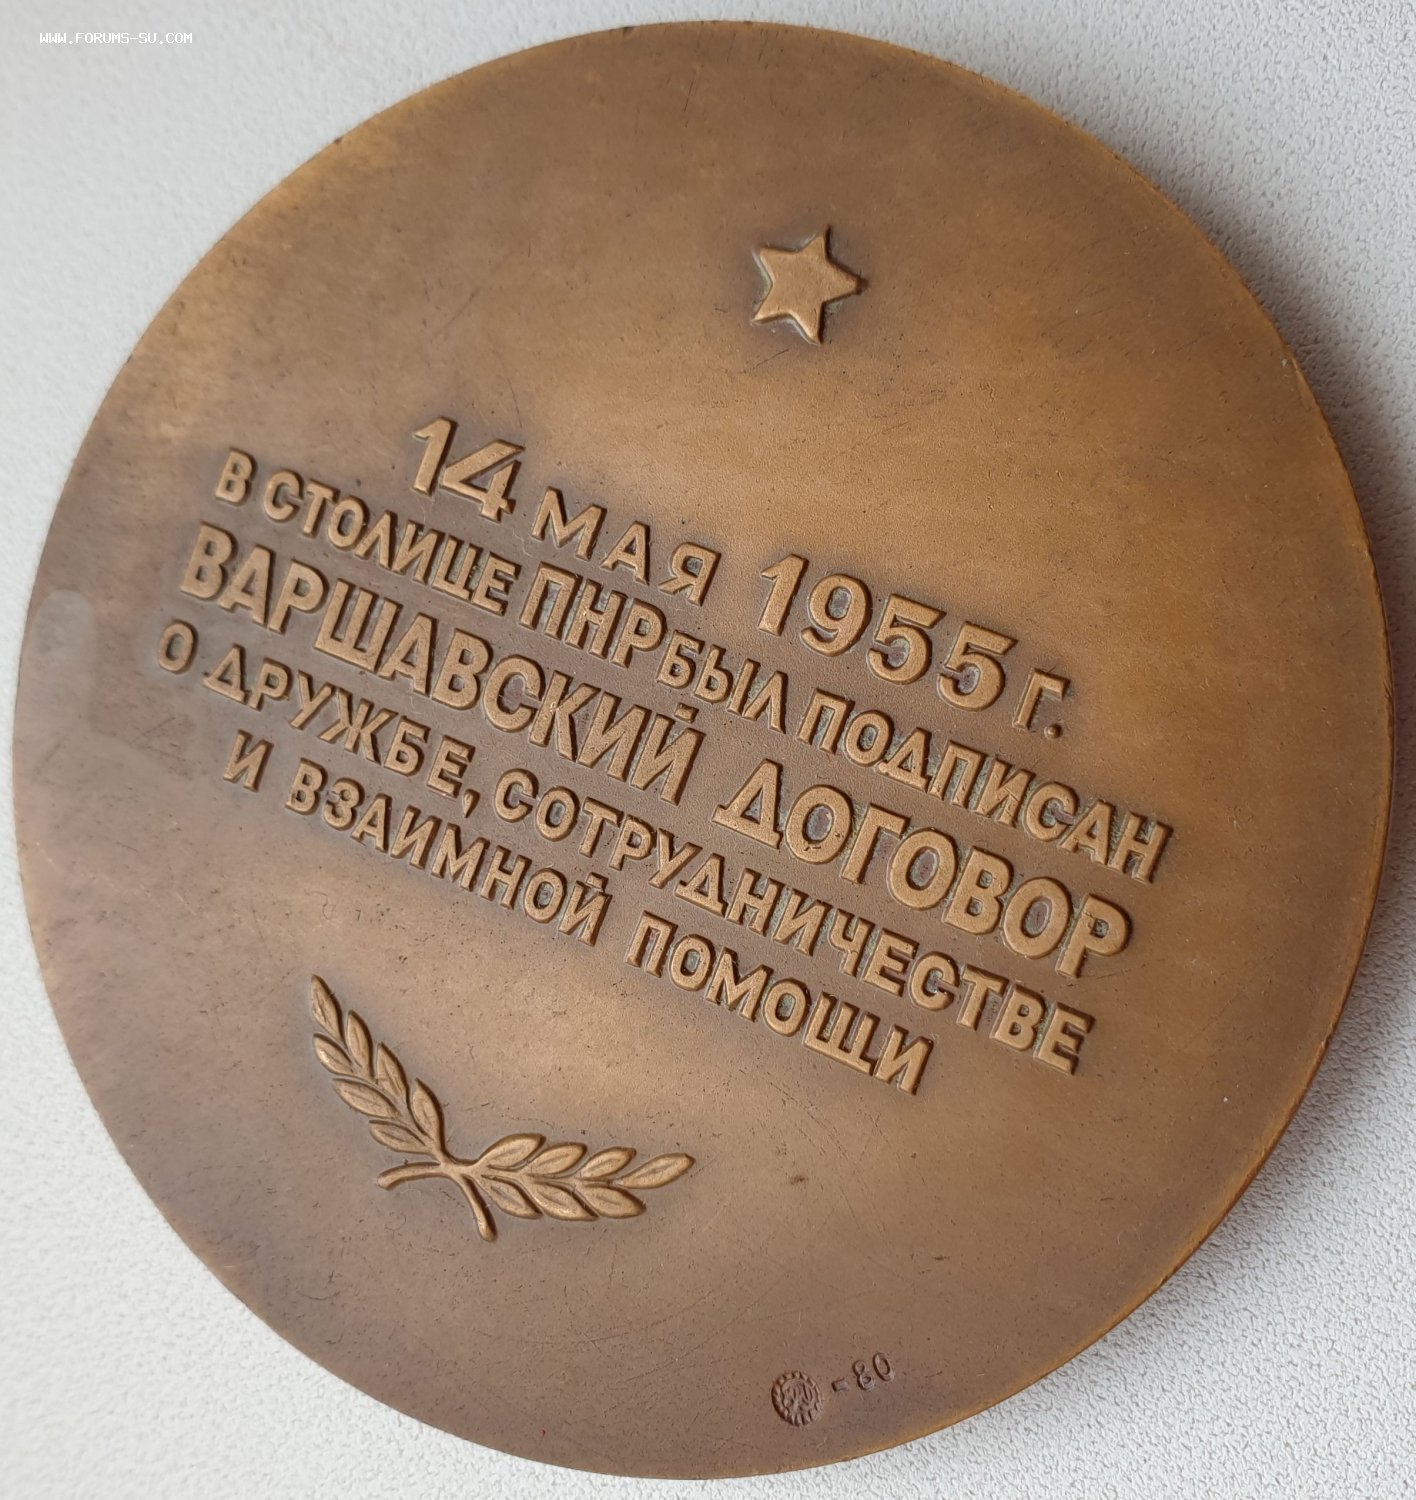 WWW.FORUMS-SU.COM
14 МАЯ 1955 г.
В СТОЛИЦЕ ПНР БЫЛ ПОДПИСАН
ВАРШАВСКИЙ ДОГОВОР
О ДРУЖБЕ, СОТРУДНИЧЕСТВЕ
И ВЗАИМНОЙ ПОМОЩИ
-80